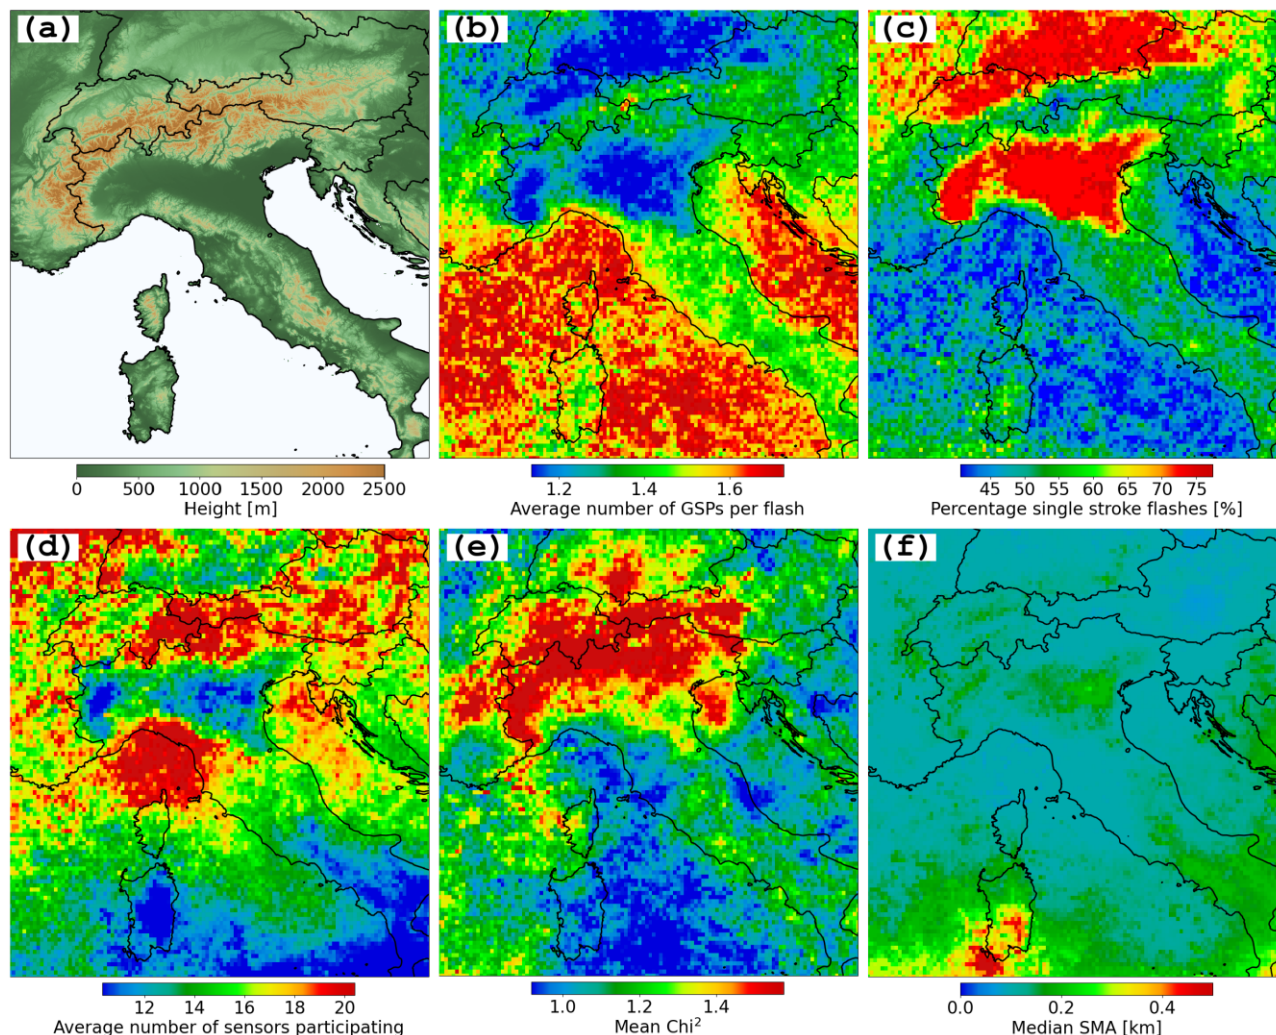 (a)
(b)
(c)
0 500 1000 1500 2000 2500
Height [m]
1.2 1.4 1.6
Average number of GSPs per flash
45 50 55 60 65 70 75
Percentage single stroke flashes [%]
(d)
(e)
(f)
12 14 16 18 20
Average number of sensors participating
1.0 1.2 1.4
Mean Chi²
0.0 0.2 0.4
Median SMA [km]